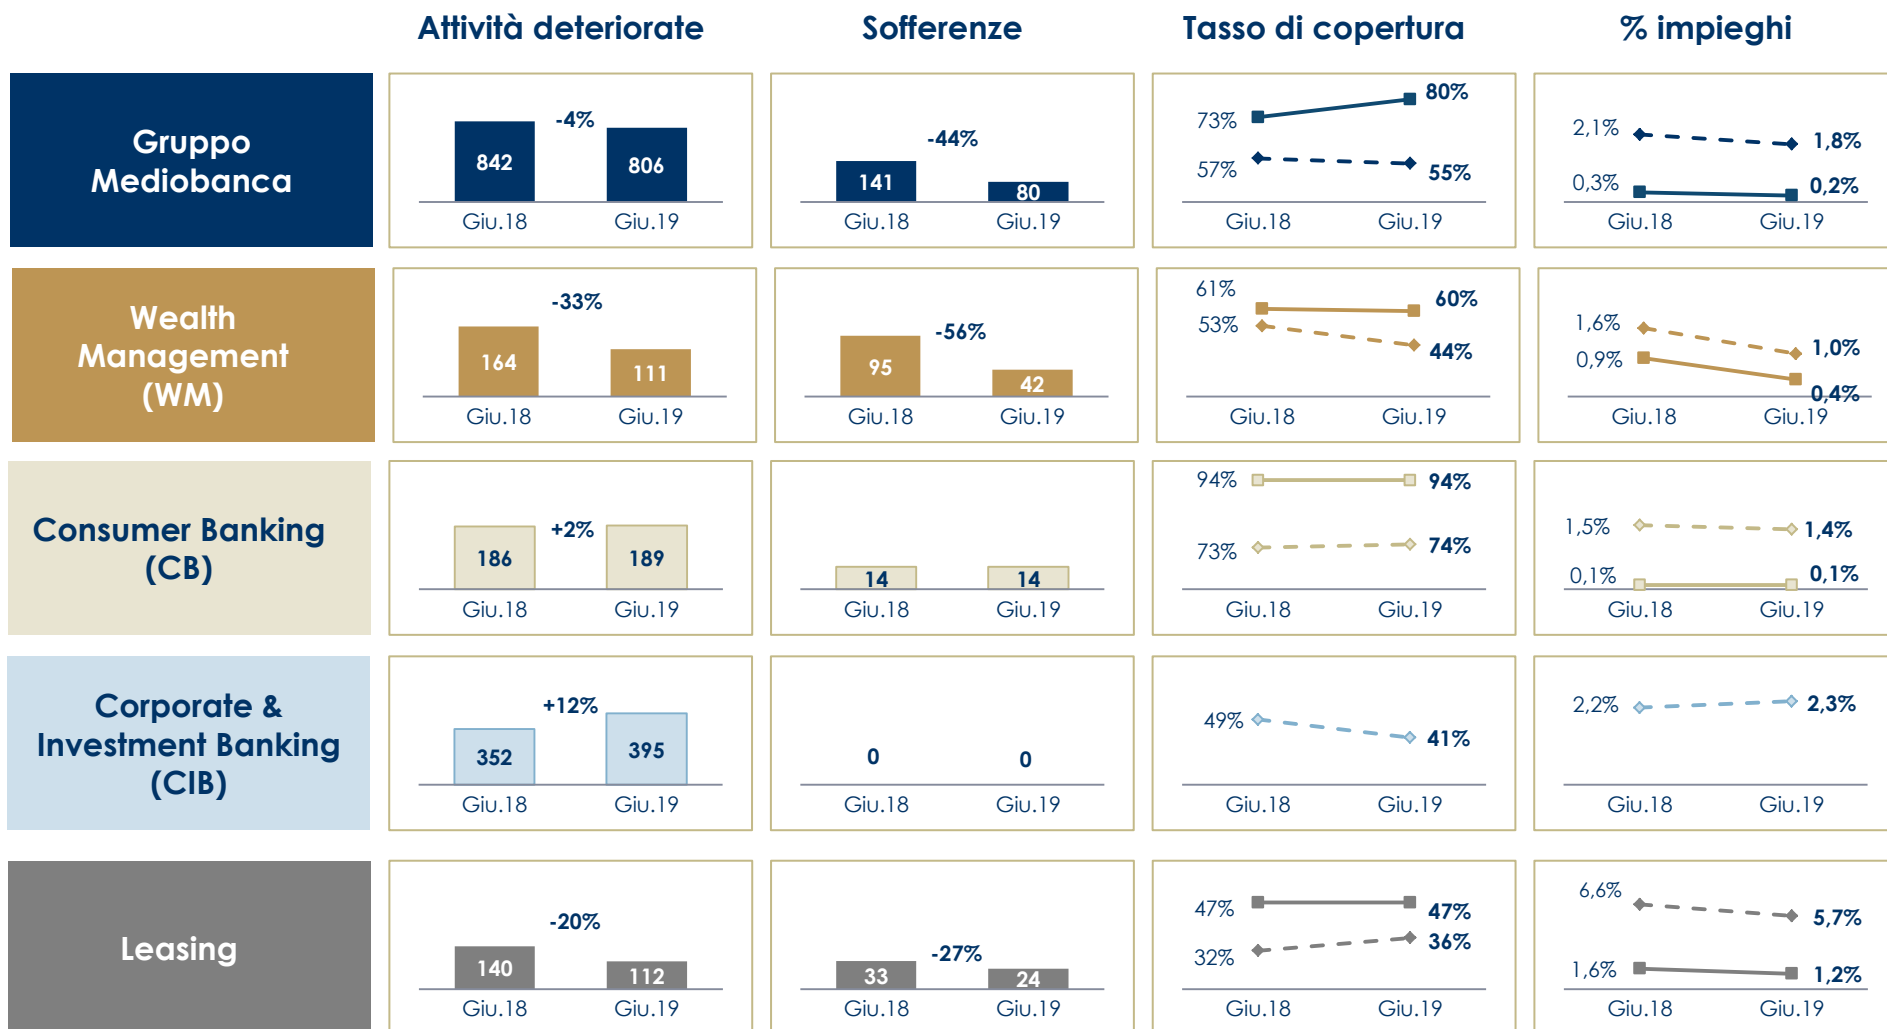 Attività deteriorate
Sofferenze
Tasso di copertura
% impieghi
Gruppo
Mediobanca
-4%
842
806
Giu.18
Giu.19
-44%
141
80
Giu.18
Giu.19
73%
80%
57%
55%
Giu.18
Giu.19
2,1%
1,8%
0,3%
0,2%
Giu.18
Giu.19
Wealth
Management
(WM)
-33%
164
111
Giu.18
Giu.19
-56%
95
42
Giu.18
Giu.19
61%
60%
53%
44%
Giu.18
Giu.19
1,6%
1,0%
0,9%
0,4%
Giu.18
Giu.19
Consumer Banking
(CB)
+2%
186
189
Giu.18
Giu.19
14
14
Giu.18
Giu.19
94%
94%
73%
74%
Giu.18
Giu.19
1,5%
1,4%
0,1%
0,1%
Giu.18
Giu.19
Corporate &
Investment Banking
(CIB)
+12%
352
395
Giu.18
Giu.19
0
0
Giu.18
Giu.19
49%
41%
Giu.18
Giu.19
2,2%
2,3%
Giu.18
Giu.19
Leasing
-20%
140
112
Giu.18
Giu.19
-27%
33
24
Giu.18
Giu.19
47%
47%
32%
36%
Giu.18
Giu.19
6,6%
5,7%
1,6%
1,2%
Giu.18
Giu.19